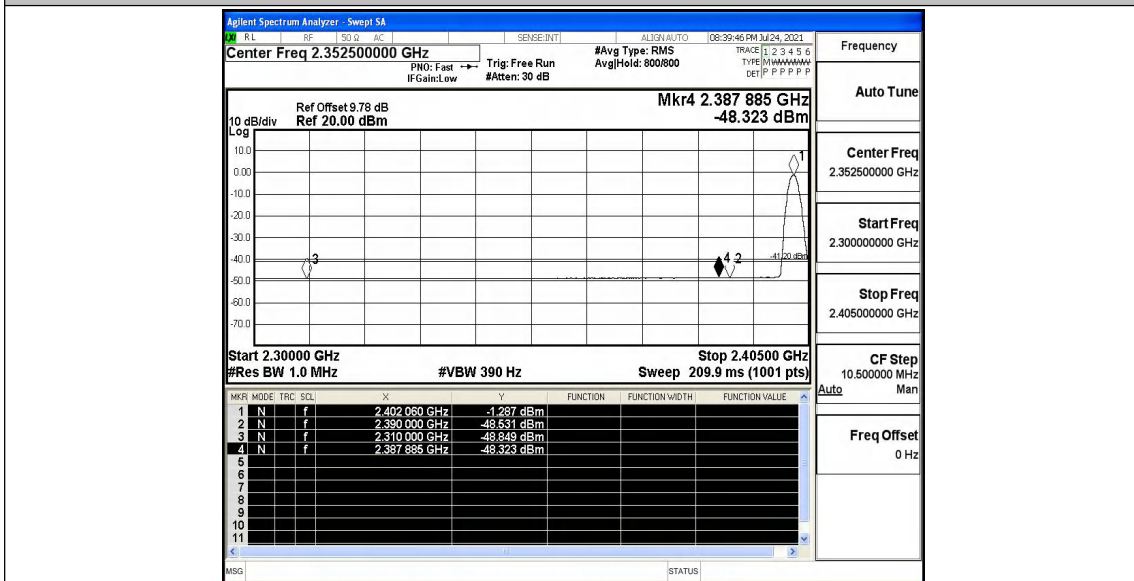 Agilent Spectrum Analyzer - Swept SA
LXI RL RF 50 Ω AC SENSE:INT ALIGN AUTO 08:39:46 PM Jul 24, 2021
Center Freq 2.352500000 GHz
PNO: Fast
IFGain:Low
Trig: Free Run
#Atten: 30 dB
#Avg Type: RMS
Avg|Hold: 800/800
TRACE 1 2 3 4 5 6
TYPE MWWWWW
DET P P P P P P
Ref Offset 9.78 dB
10 dB/div Ref 20.00 dBm
Log
Mkr4 2.387 885 GHz
-48.323 dBm
10.0
0.00
-10.0
-20.0
-30.0
-40.0
-50.0
-60.0
-70.0
1
3
4 2
-41.20 dBm
Start 2.30000 GHz Stop 2.40500 GHz
#Res BW 1.0 MHz #VBW 390 Hz Sweep 209.9 ms (1001 pts)
MKR MODE TRC SCL X Y FUNCTION FUNCTION WIDTH FUNCTION VALUE
1 N f 2.402 060 GHz -1.287 dBm
2 N f 2.390 000 GHz -48.531 dBm
3 N f 2.310 000 GHz -48.849 dBm
4 N f 2.387 885 GHz -48.323 dBm
5
6
7
8
9
10
11
MSG STATUS
Frequency
Auto Tune
Center Freq
2.352500000 GHz
Start Freq
2.300000000 GHz
Stop Freq
2.405000000 GHz
CF Step
10.500000 MHz
Auto Man
Freq Offset
0 Hz